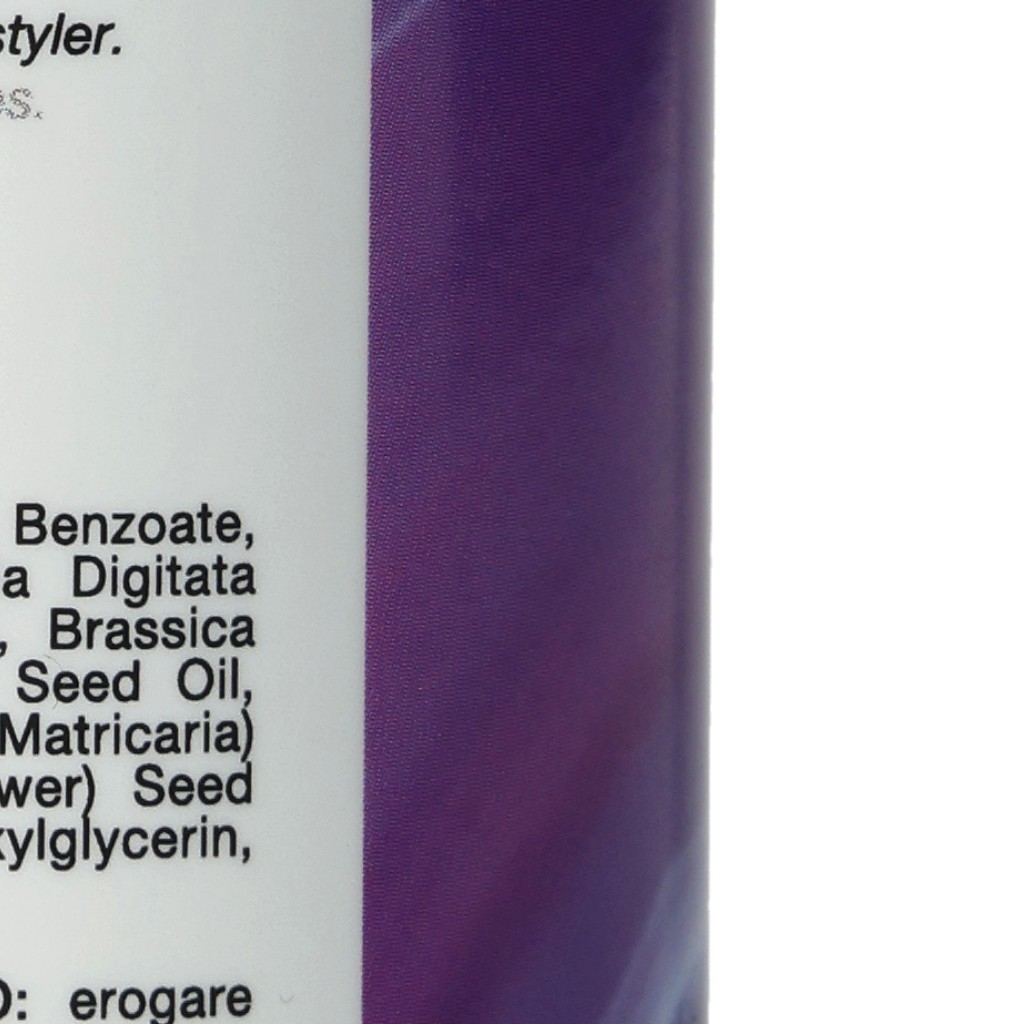 styler.
Benzoate,
a Digitata
, Brassica
Seed Oil,
Matricaria)
wer) Seed
xylglycerin,
O: erogare